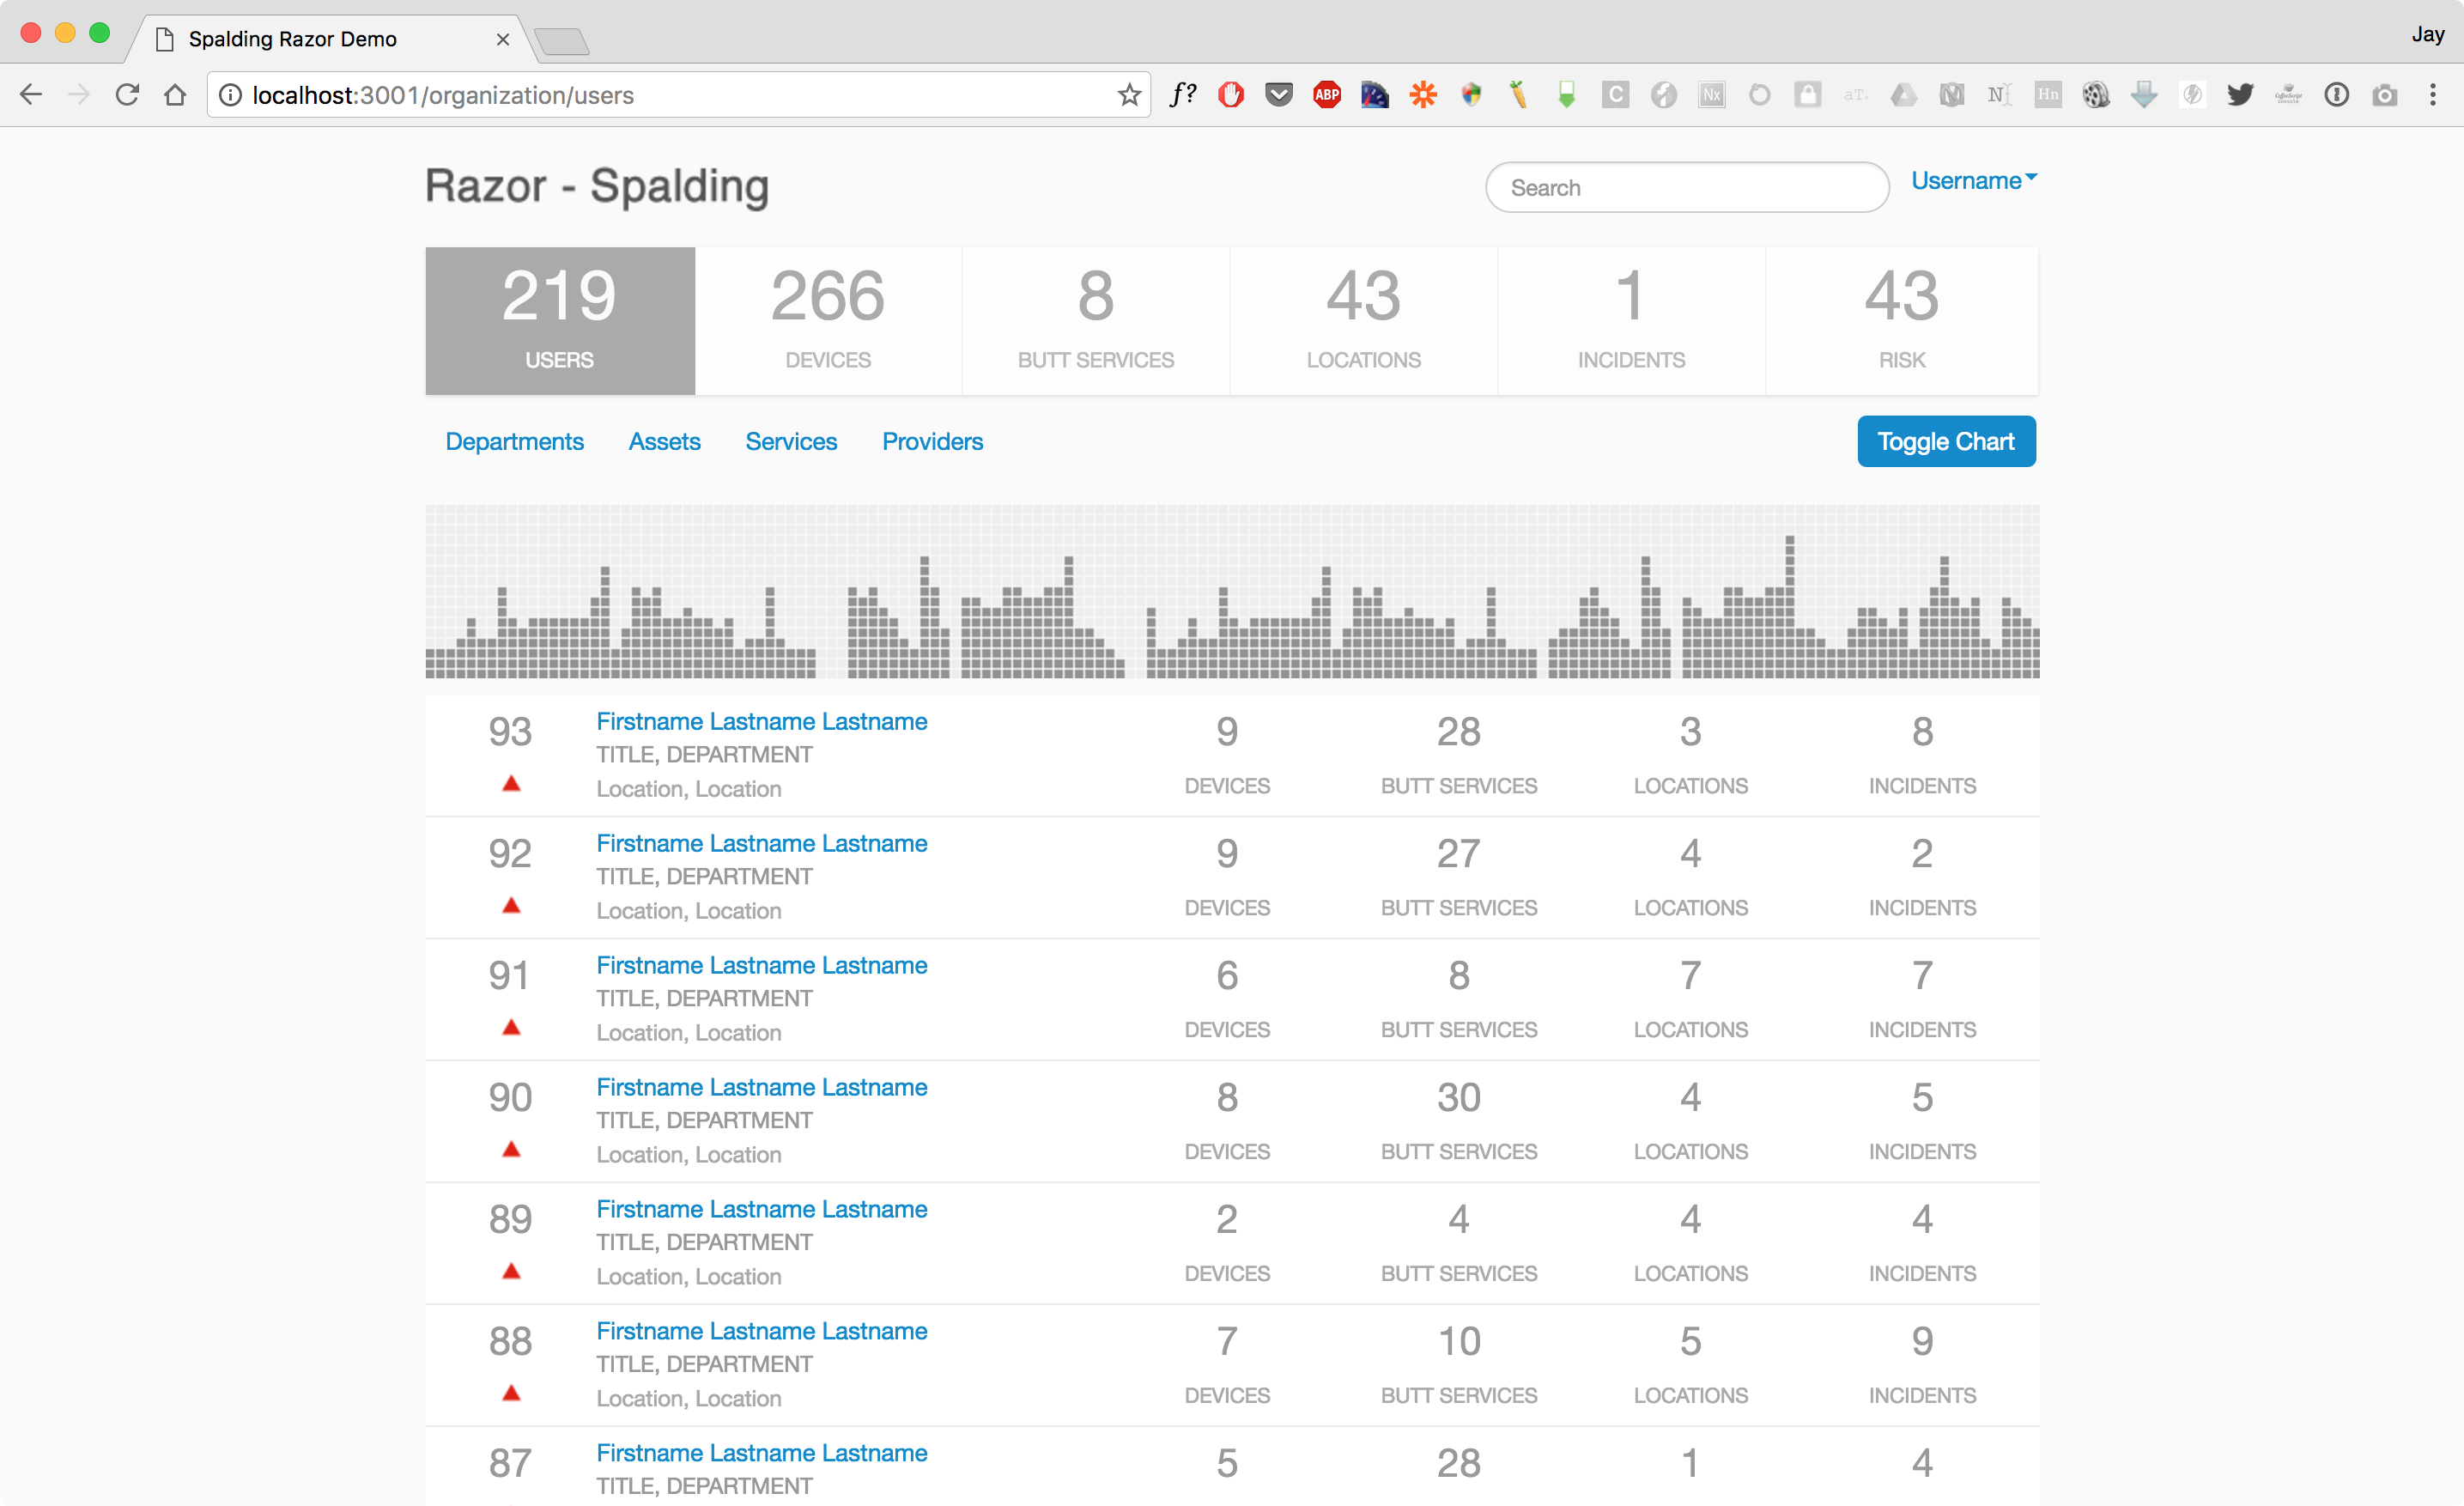 Spalding Razor Demo
Jay
localhost:3001/organization/users
f?
ABP
C
Nx
aT.
N
Hn
Razor - Spalding
Search
Username
219 266 8 43 1 43
USERS DEVICES BUTT SERVICES LOCATIONS INCIDENTS RISK
Departments Assets Services Providers
Toggle Chart
93 Firstname Lastname Lastname 9 28 3 8
TITLE, DEPARTMENT
Location, Location DEVICES BUTT SERVICES LOCATIONS INCIDENTS
92 Firstname Lastname Lastname 9 27 4 2
TITLE, DEPARTMENT
Location, Location DEVICES BUTT SERVICES LOCATIONS INCIDENTS
91 Firstname Lastname Lastname 6 8 7 7
TITLE, DEPARTMENT
Location, Location DEVICES BUTT SERVICES LOCATIONS INCIDENTS
90 Firstname Lastname Lastname 8 30 4 5
TITLE, DEPARTMENT
Location, Location DEVICES BUTT SERVICES LOCATIONS INCIDENTS
89 Firstname Lastname Lastname 2 4 4 4
TITLE, DEPARTMENT
Location, Location DEVICES BUTT SERVICES LOCATIONS INCIDENTS
88 Firstname Lastname Lastname 7 10 5 9
TITLE, DEPARTMENT
Location, Location DEVICES BUTT SERVICES LOCATIONS INCIDENTS
87 Firstname Lastname Lastname 5 28 1 4
TITLE, DEPARTMENT